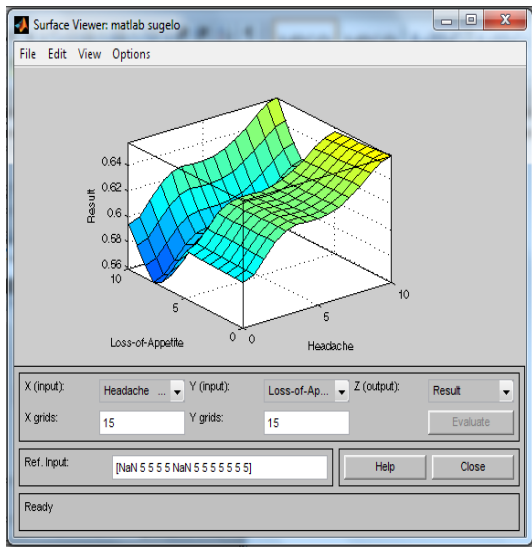 Surface Viewer: matlab sugelo
File Edit View Options
0.64
0.62
0.6
0.58
0.56
Result
10
5
0
Loss-of-Appetite
0
5
10
Headache
X (input): Headache ... Y (input): Loss-of-Ap... Z (output): Result
X grids: 15 Y grids: 15 Evaluate
Ref. Input: [NaN 5 5 5 5 NaN 5 5 5 5 5 5 5] Help Close
Ready